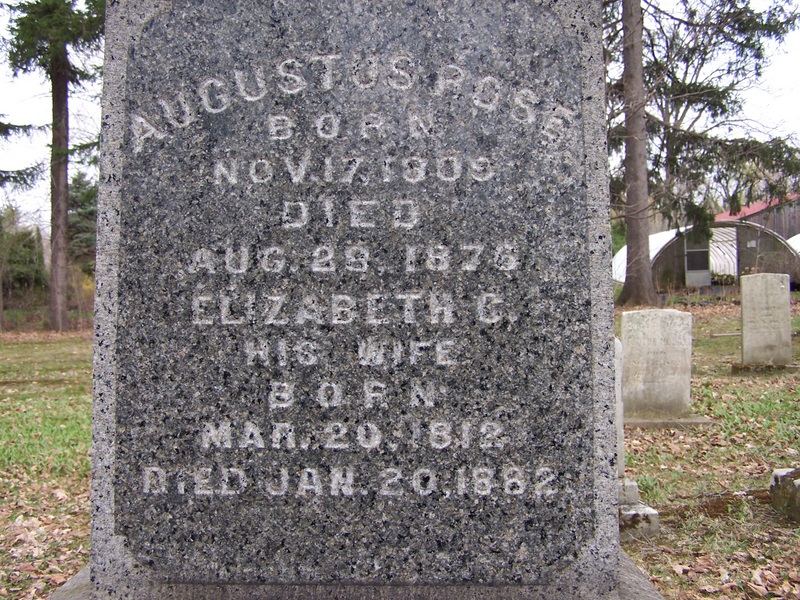 AUGUSTUS POSE
BORN
NOV. 17, 1809
DIED
AUG. 29, 1876
ELIZABETH C.
HIS WIFE
BORN
MAR. 20, 1812
DIED JAN. 20, 1882.